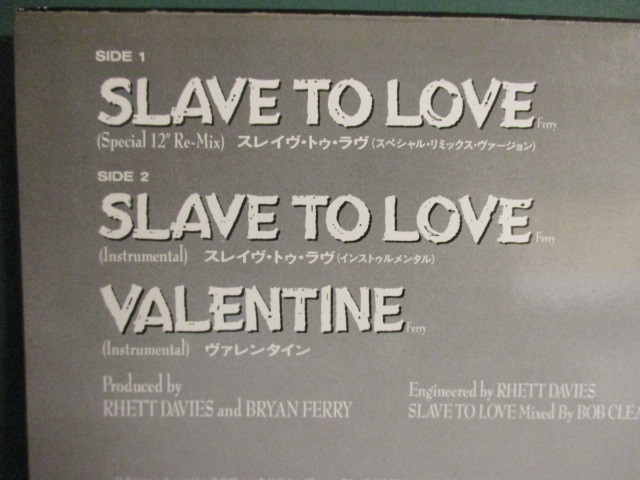 SIDE 1
SLAVE TO LOVE Ferry
(Special 12" Re-Mix) スレイヴ・トゥ・ラヴ(スペシャル・リミックス・ヴァージョン)
SIDE 2
SLAVE TO LOVE Ferry
(Instrumental) スレイヴ・トゥ・ラヴ(インストゥルメンタル)
VALENTINE Ferry
(Instrumental) ヴァレンタイン
Produced by
RHETT DAVIES and BRYAN FERRY
Engineered by RHETT DAVIES
SLAVE TO LOVE Mixed By BOB